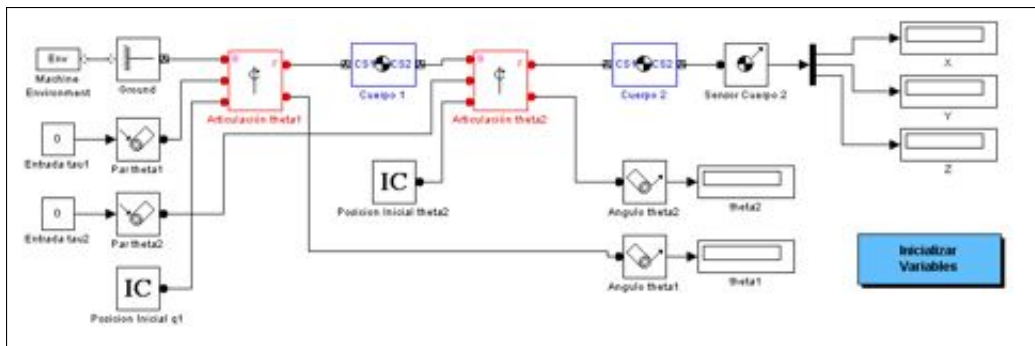 Env
Machine
Environment
Ground
B
F
Articulación theta1
CS1
CS2
Cuerpo 1
B
F
Articulación theta2
CS1
CS2
Cuerpo 2
Sensor Cuerpo 2
X
Y
Z
0
Entrada tau1
Par theta1
0
Entrada tau2
Par theta2
IC
Posicion Inicial q1
IC
Posicion Inicial theta2
Angulo theta2
theta2
Angulo theta1
theta1
Inicializar
Variables